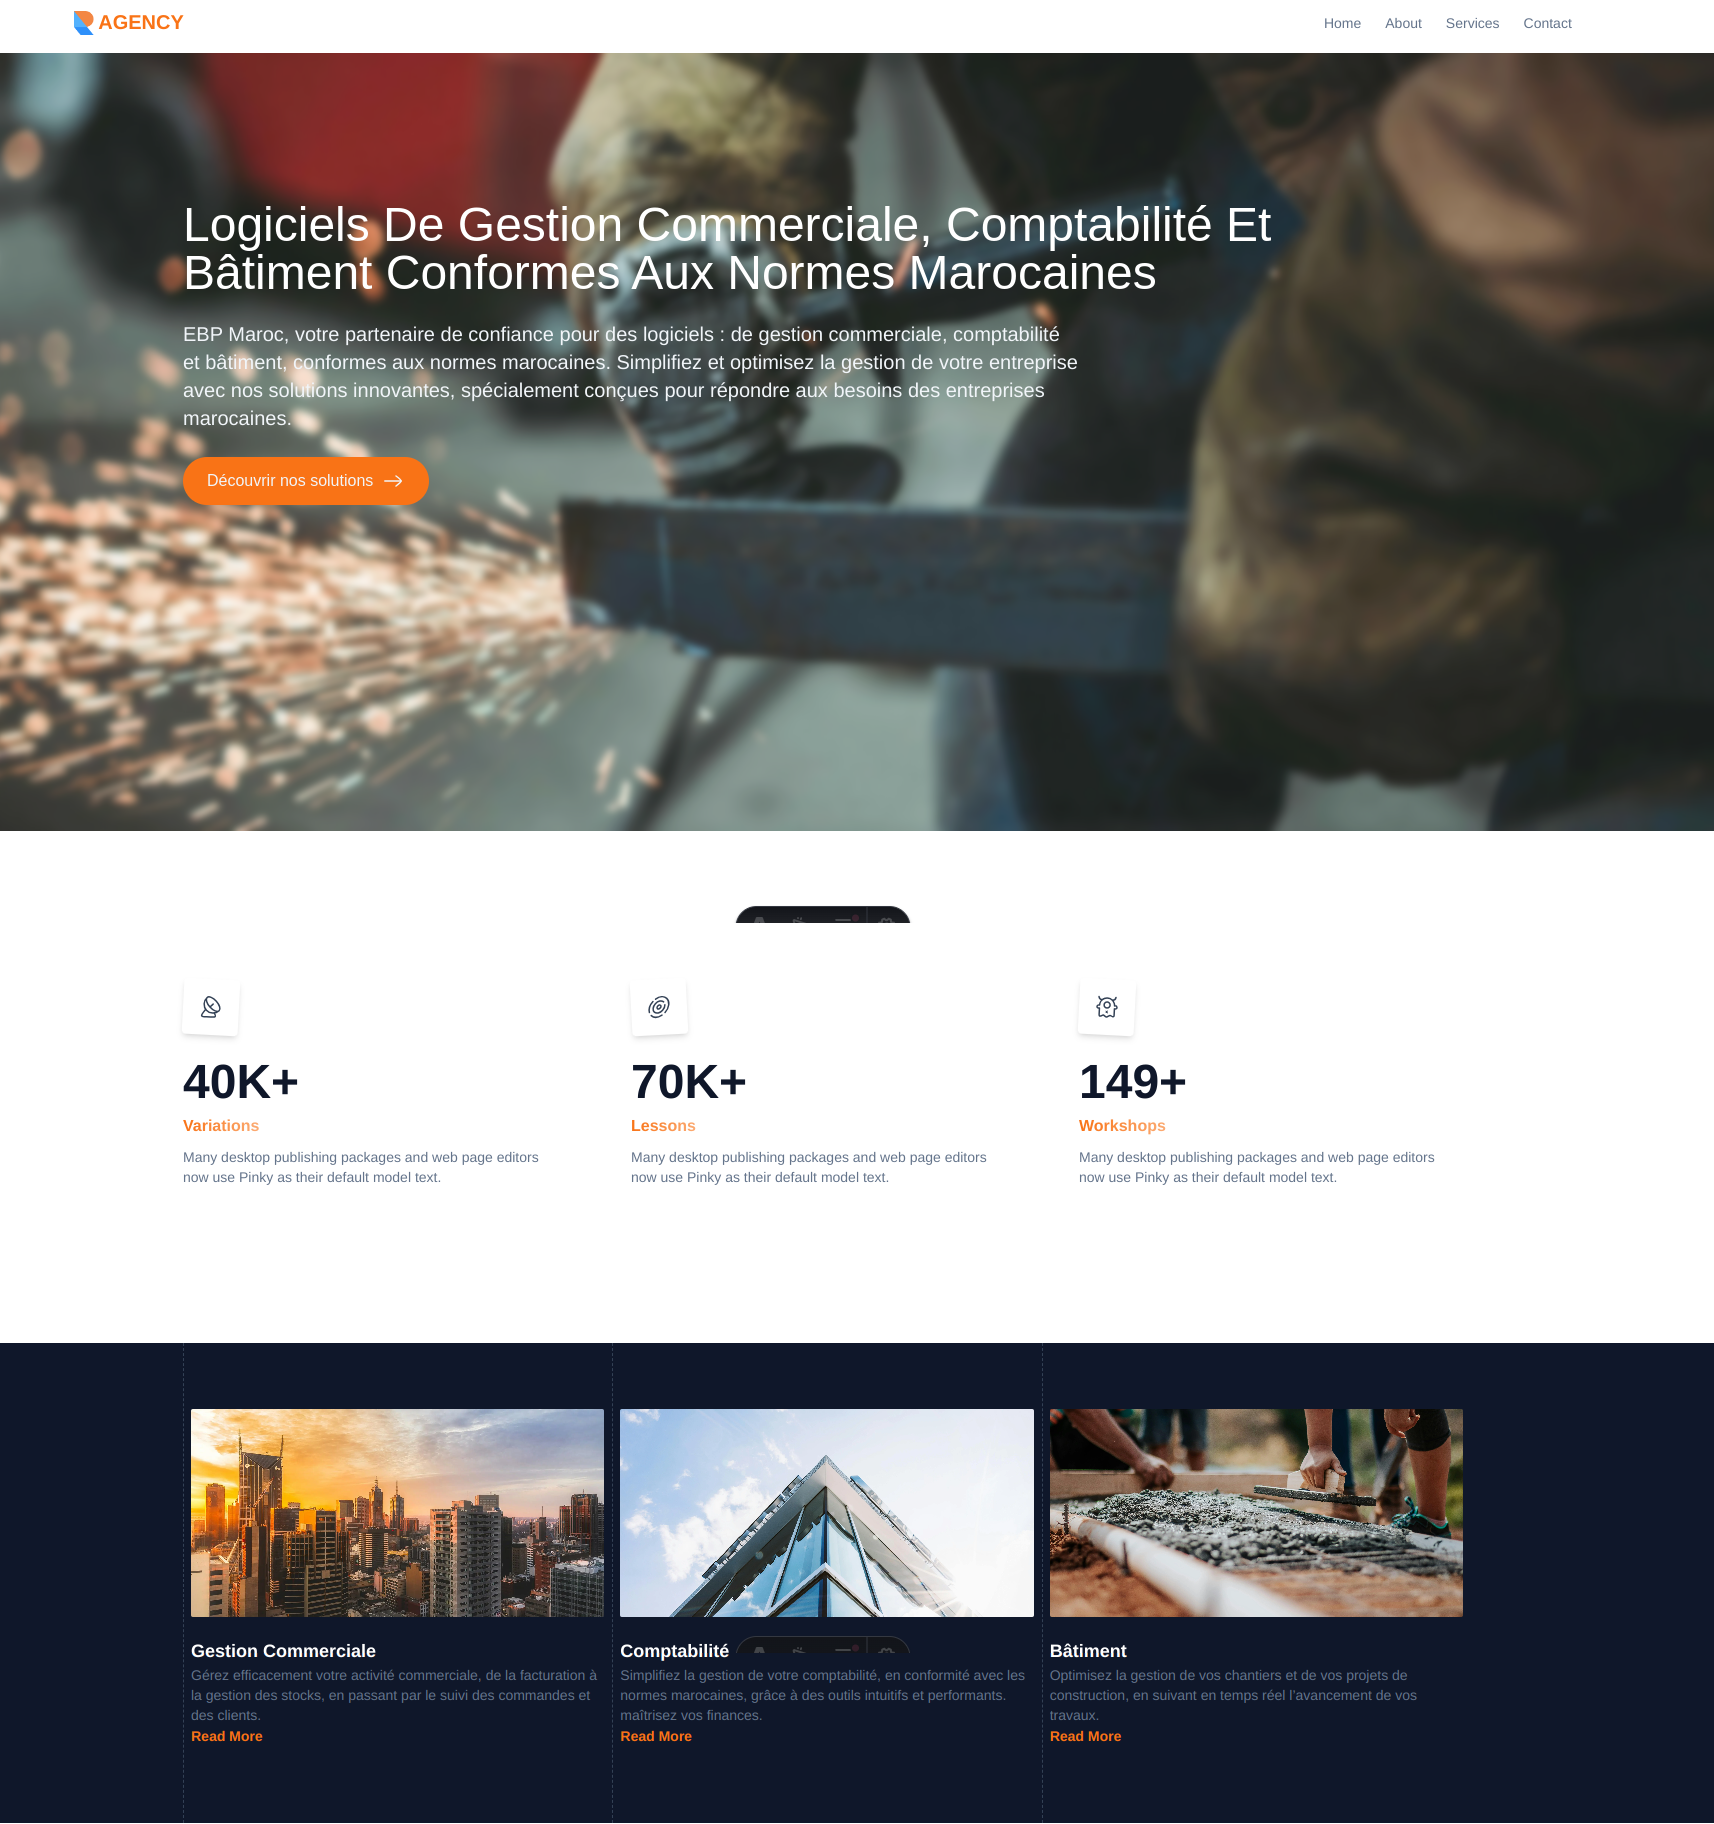 AGENCY
Home About Services Contact
Logiciels De Gestion Commerciale, Comptabilité Et
Bâtiment Conformes Aux Normes Marocaines
EBP Maroc, votre partenaire de confiance pour des logiciels : de gestion commerciale, comptabilité
et bâtiment, conformes aux normes marocaines. Simplifiez et optimisez la gestion de votre entreprise
avec nos solutions innovantes, spécialement conçues pour répondre aux besoins des entreprises
marocaines.
Découvrir nos solutions
40K+
Variations
Many desktop publishing packages and web page editors
now use Pinky as their default model text.
70K+
Lessons
Many desktop publishing packages and web page editors
now use Pinky as their default model text.
149+
Workshops
Many desktop publishing packages and web page editors
now use Pinky as their default model text.
Gestion Commerciale
Gérez efficacement votre activité commerciale, de la facturation à
la gestion des stocks, en passant par le suivi des commandes et
des clients.
Read More
Comptabilité
Simplifiez la gestion de votre comptabilité, en conformité avec les
normes marocaines, grâce à des outils intuitifs et performants.
maîtrisez vos finances.
Read More
Bâtiment
Optimisez la gestion de vos chantiers et de vos projets de
construction, en suivant en temps réel l'avancement de vos
travaux.
Read More